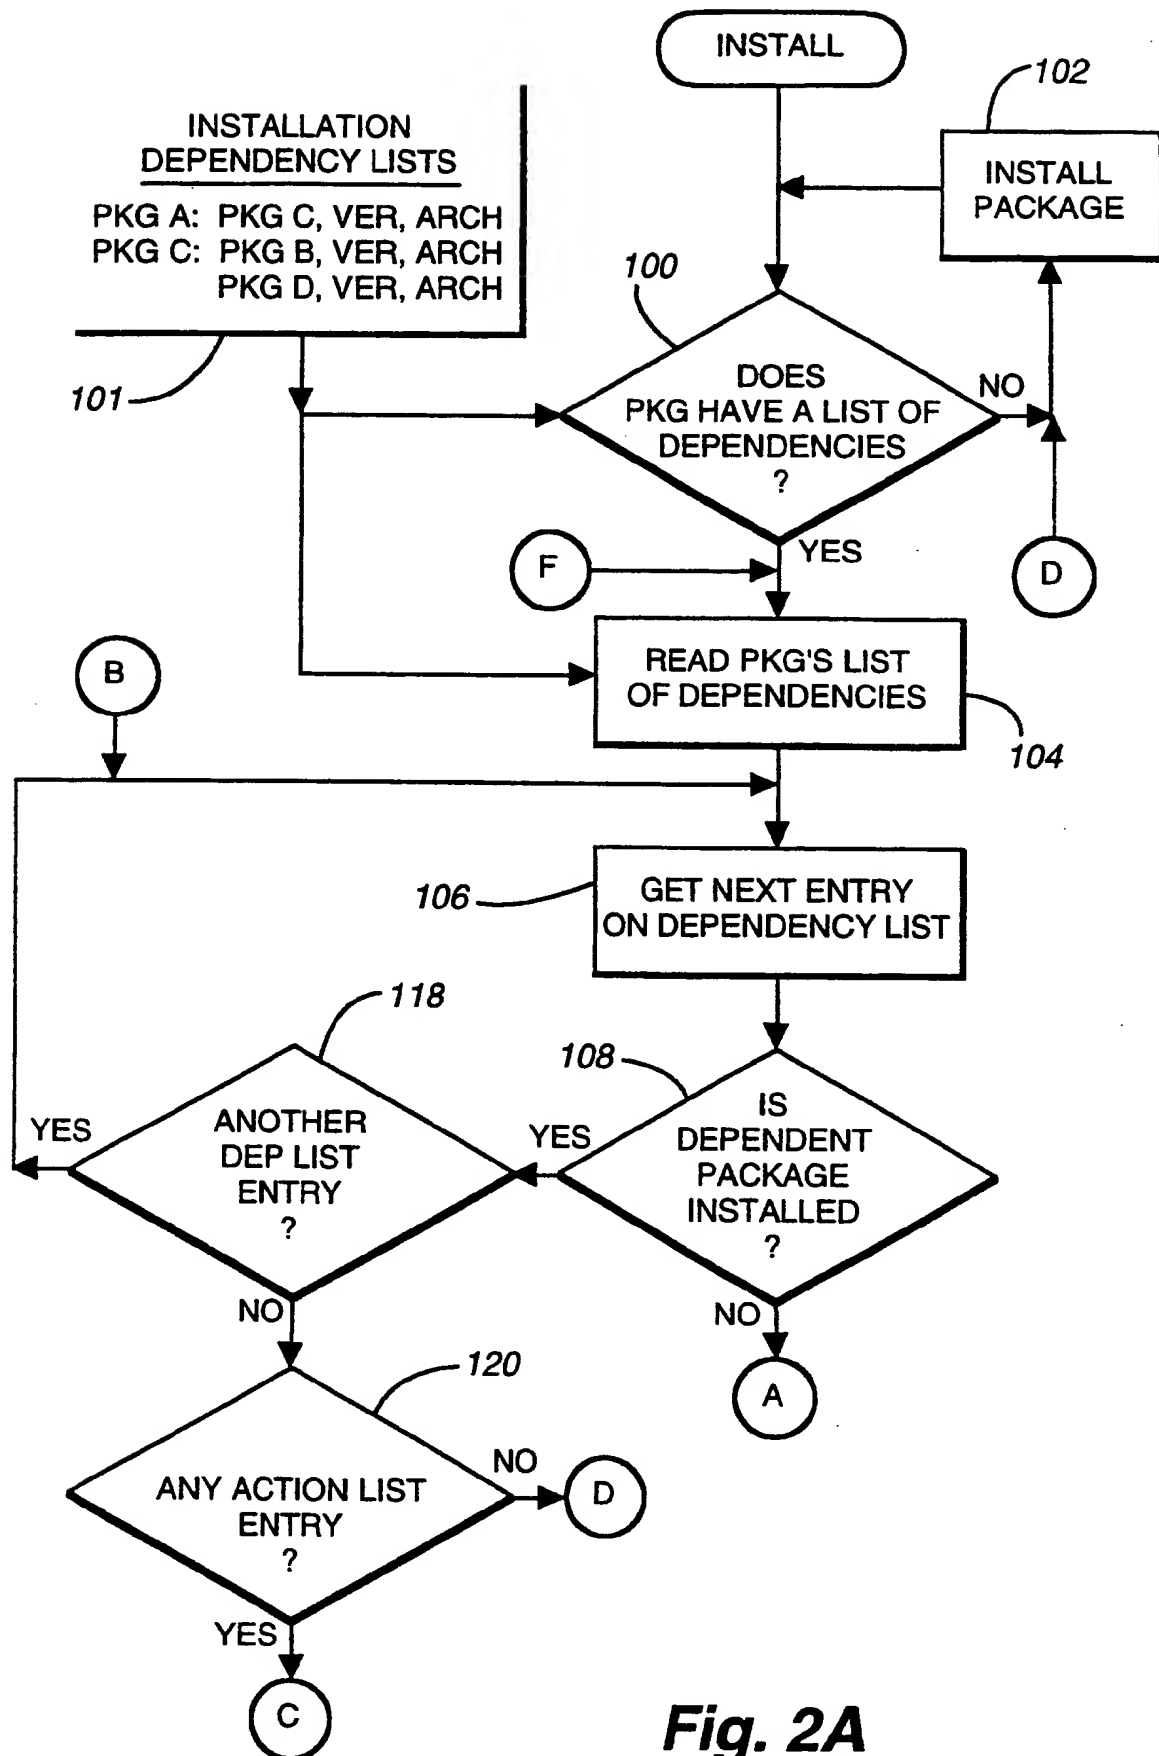 INSTALL
102
INSTALLATION
DEPENDENCY LISTS
PKG A: PKG C, VER, ARCH
PKG C: PKG B, VER, ARCH
PKG D, VER, ARCH
INSTALL
PACKAGE
100
101
DOES
PKG HAVE A LIST OF
DEPENDENCIES
?
NO
YES
F
D
B
READ PKG'S LIST
OF DEPENDENCIES
104
106
GET NEXT ENTRY
ON DEPENDENCY LIST
118
108
IS
DEPENDENT
PACKAGE
INSTALLED
?
YES
NO
A
ANOTHER
DEP LIST
ENTRY
?
YES
NO
120
ANY ACTION LIST
ENTRY
?
NO
D
YES
C
Fig. 2A